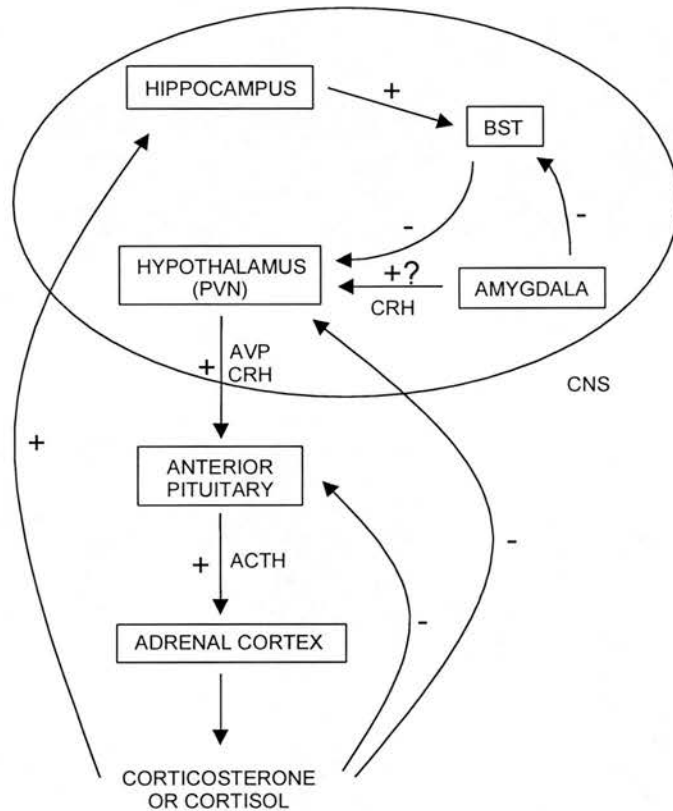 HIPPOCAMPUS
+
BST
-
-
HYPOTHALAMUS
(PVN)
+?
CRH
AMYGDALA
+
AVP
CRH
CNS
+
ANTERIOR
PITUITARY
-
+
ACTH
-
ADRENAL CORTEX
CORTICOSTERONE
OR CORTISOL